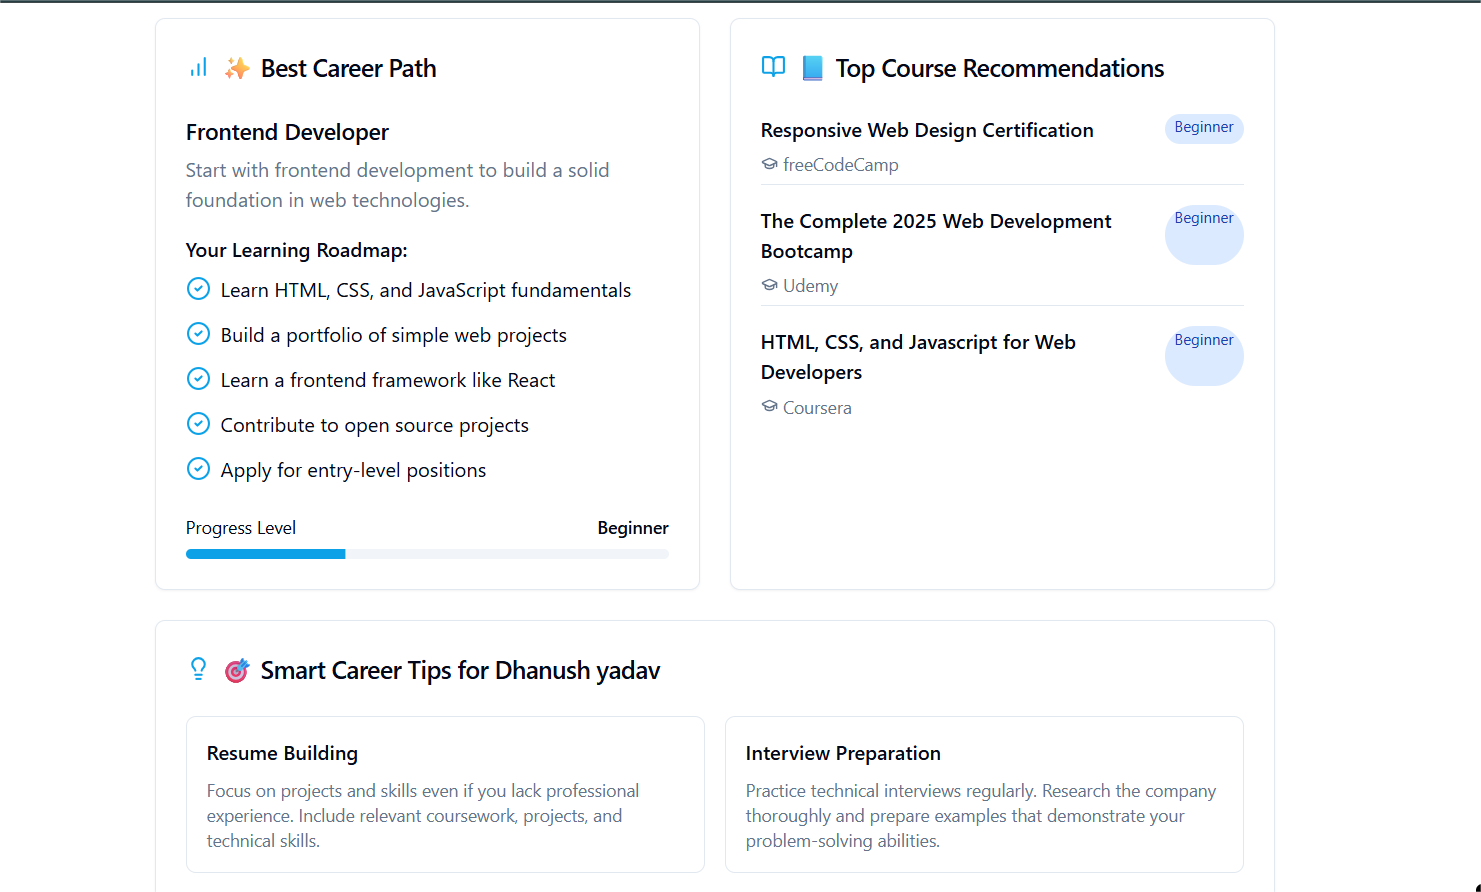 Best Career Path
Frontend Developer
Start with frontend development to build a solid
foundation in web technologies.
Your Learning Roadmap:
Learn HTML, CSS, and JavaScript fundamentals
Build a portfolio of simple web projects
Learn a frontend framework like React
Contribute to open source projects
Apply for entry-level positions
Progress Level
Beginner
Top Course Recommendations
Responsive Web Design Certification
Beginner
freeCodeCamp
The Complete 2025 Web Development
Bootcamp
Beginner
Udemy
HTML, CSS, and Javascript for Web
Developers
Beginner
Coursera
Smart Career Tips for Dhanush yadav
Resume Building
Focus on projects and skills even if you lack professional
experience. Include relevant coursework, projects, and
technical skills.
Interview Preparation
Practice technical interviews regularly. Research the company
thoroughly and prepare examples that demonstrate your
problem-solving abilities.